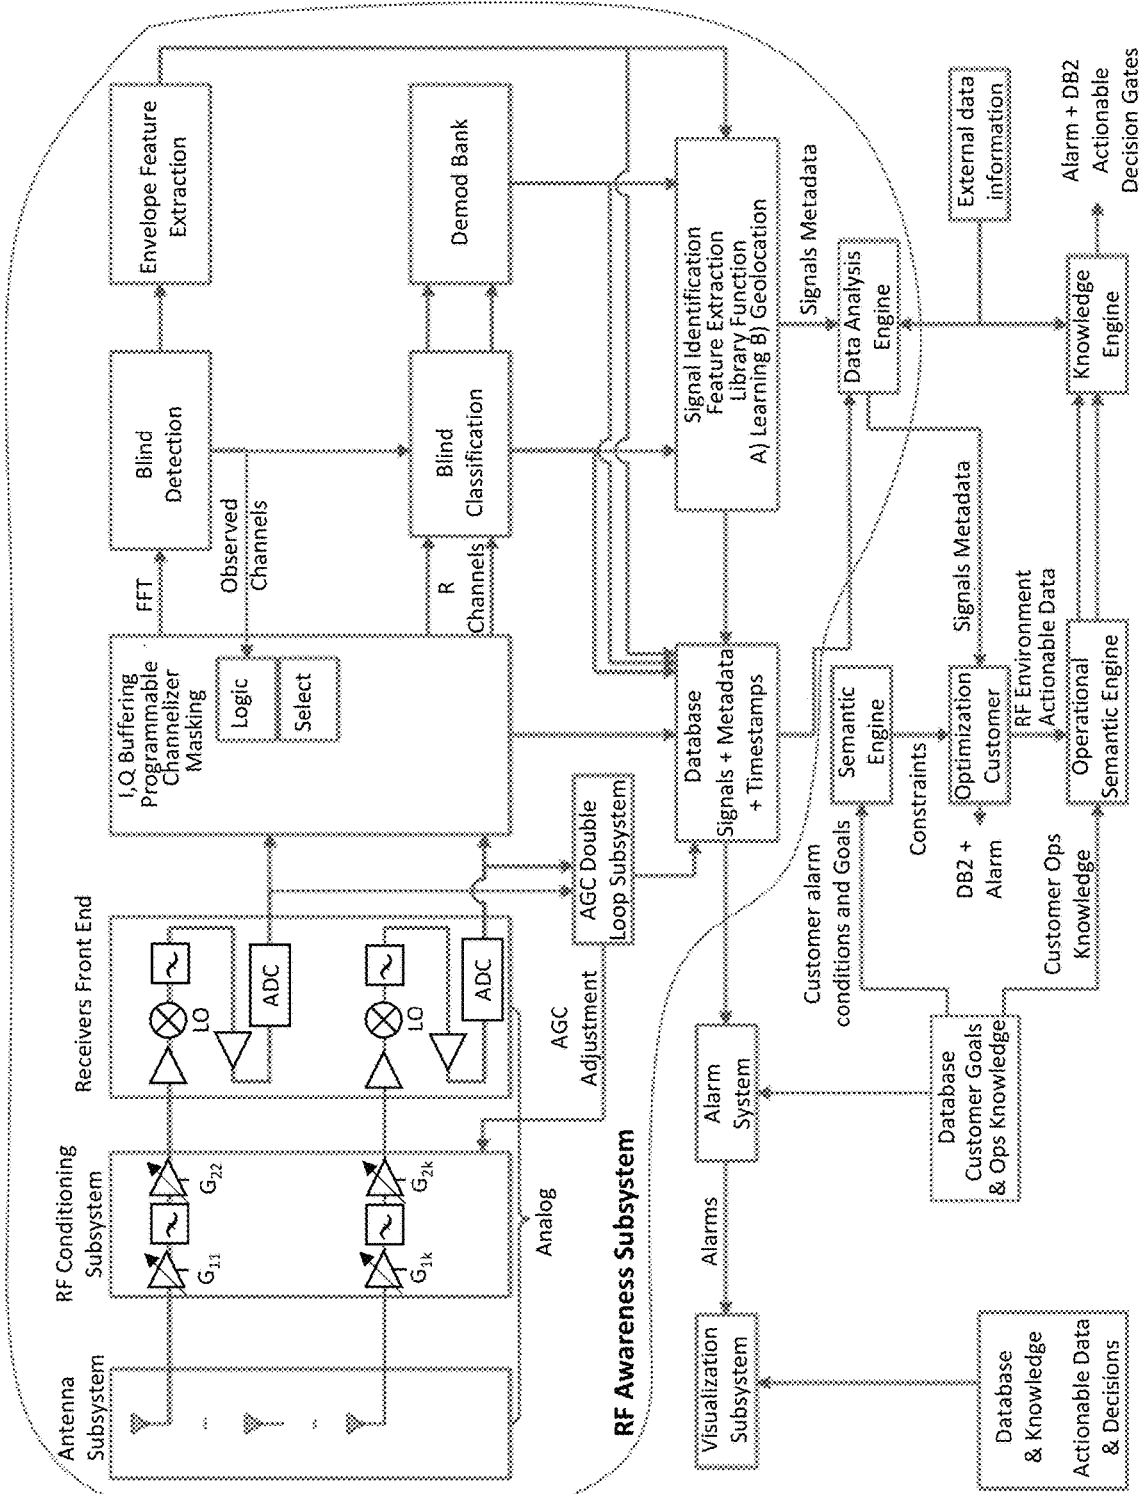 Antenna
Subsystem
RF Conditioning
Subsystem
G11
G22
G1k
G2k
Receivers Front End
LO
ADC
LO
ADC
Analog
AGC
Adjustment
AGC Double
Loop Subsystem
I,Q Buffering
Programmable
Channelizer
Masking
Logic
Select
FFT
Observed
Channels
R
Channels
Blind
Detection
Envelope Feature
Extraction
Blind
Classification
Demod Bank
RF Awareness Subsystem
Database
Signals + Metadata
+ Timestamps
Signal Identification
Feature Extraction
Library Function
A) Learning B) Geolocation
Signals Metadata
Visualization
Subsystem
Alarms
Alarm
System
Customer alarm
conditions and Goals
Semantic
Engine
Data Analysis
Engine
Constraints
Signals Metadata
Database
Customer Goals
& Ops Knowledge
DB2 +
Alarm
Optimization
Customer
RF Environment
Actionable Data
External data
information
Database
& Knowledge
Actionable Data
& Decisions
Customer Ops
Knowledge
Operational
Semantic Engine
Knowledge
Engine
Alarm + DB2
Actionable
Decision Gates